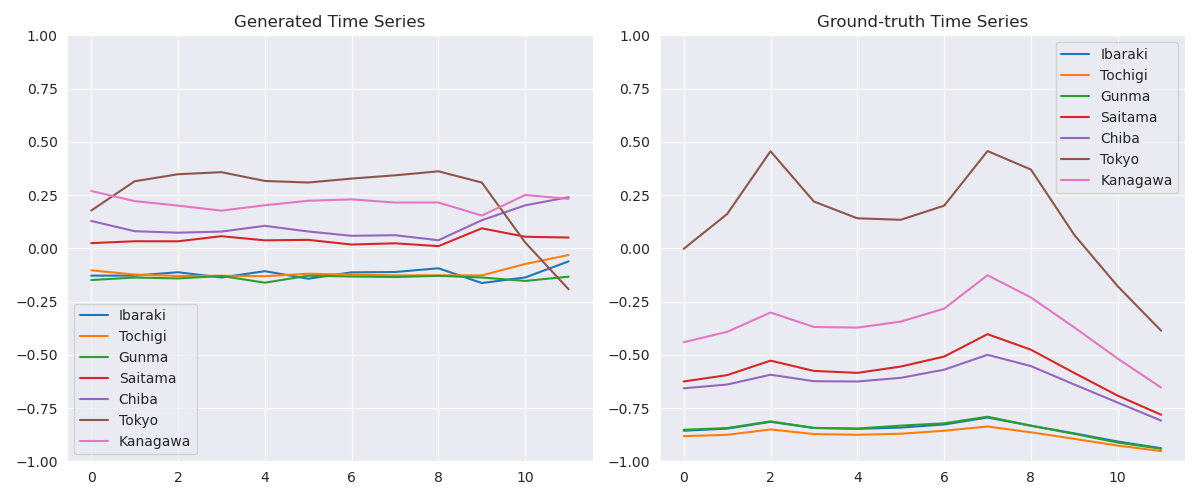 Generated Time Series
1.00
0.75
0.50
0.25
0.00
−0.25
−0.50
−0.75
−1.00
0 2 4 6 8 10
Ibaraki
Tochigi
Gunma
Saitama
Chiba
Tokyo
Kanagawa
Ground-truth Time Series
1.00
0.75
0.50
0.25
0.00
−0.25
−0.50
−0.75
−1.00
0 2 4 6 8 10
Ibaraki
Tochigi
Gunma
Saitama
Chiba
Tokyo
Kanagawa